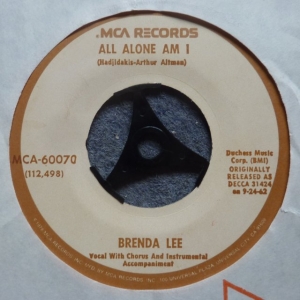 MCA RECORDS
ALL ALONE AM I
(Hadjidakis-Arthur Altman)
MCA-60070
(112,498)
Duchess Music
Corp. (BMI)
ORIGINALLY
RELEASED AS
DECCA 31424
on 9-24-62
BRENDA LEE
Vocal With Chorus And Instrumental
Accompaniment